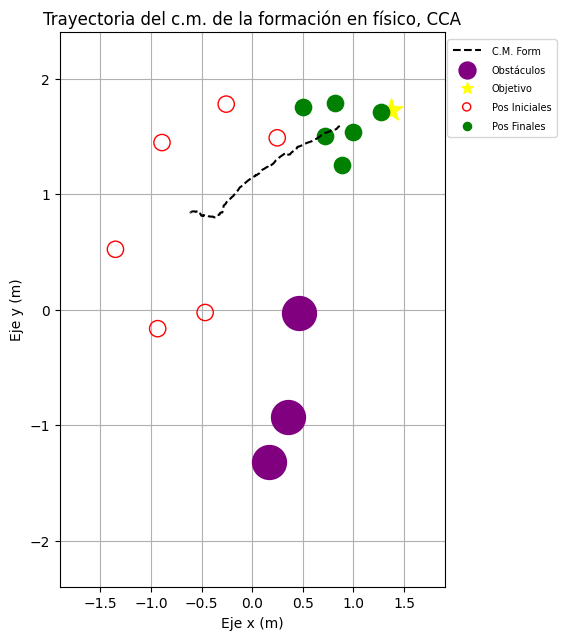 Trayectoria del c.m. de la formación en físico, CCA
C.M. Form
Obstáculos
Objetivo
Pos Iniciales
Pos Finales
Eje y (m)
2
1
0
−1
−2
−1.5 −1.0 −0.5 0.0 0.5 1.0 1.5
Eje x (m)